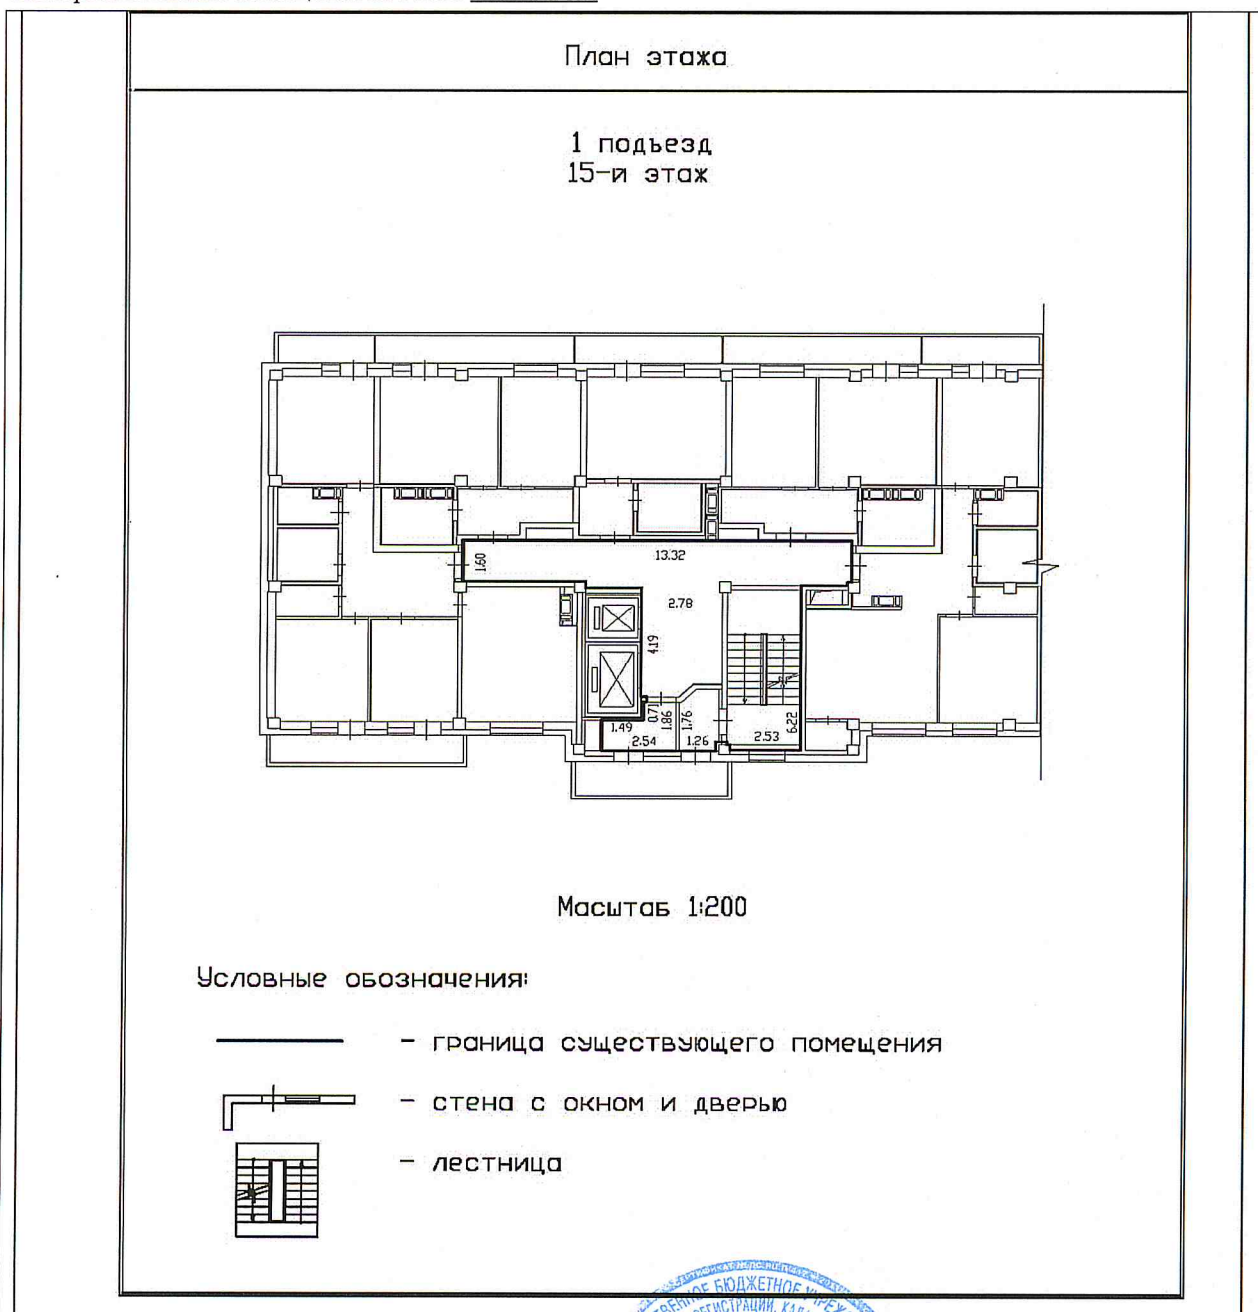 План этажа
1 подъезд
15-и этаж
13.32
1.60
2.78
4.19
0.71
1.86
1.76
1.49
2.54
1.26
2.53
6.22
Масштаб 1:200
Условные обозначения:
- граница существующего помещения
- стена с окном и дверью
- лестница
БЮДЖЕТНОЕ